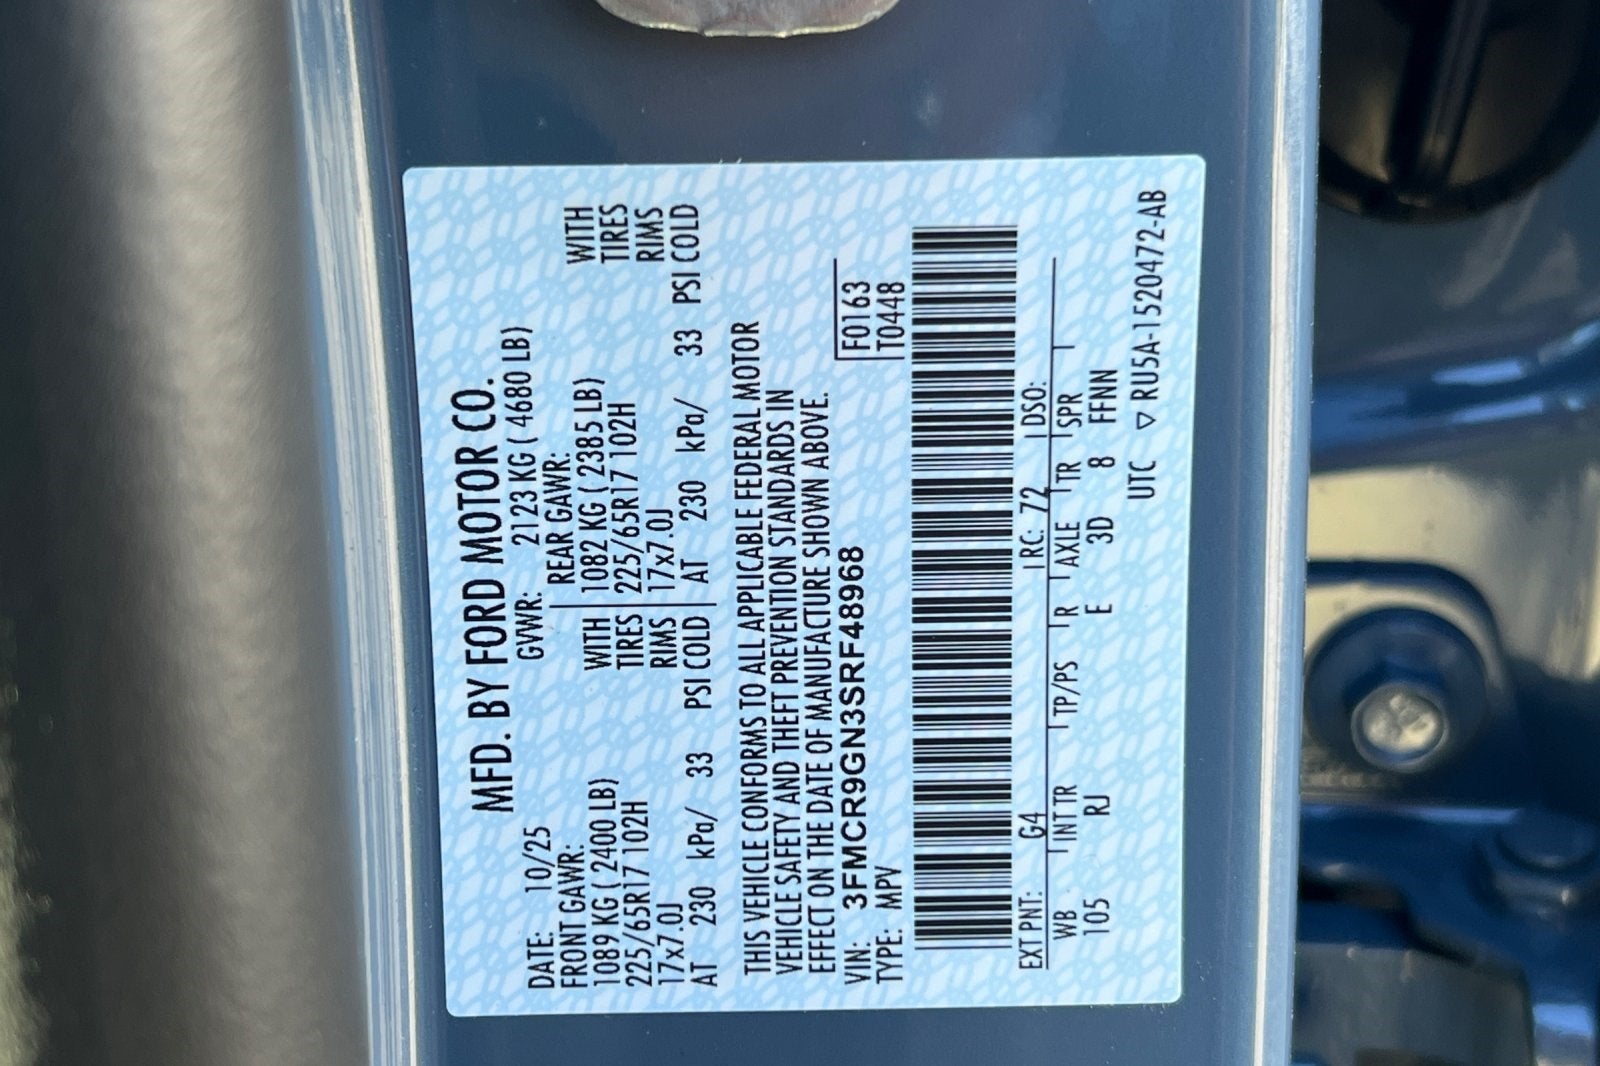 MFD. BY FORD MOTOR CO.
DATE: 10/25 GVWR: 2123 KG ( 4680 LB)
FRONT GAWR: REAR GAWR:
1089 KG ( 2400 LB) WITH 1082 KG ( 2385 LB) WITH
225/65R17 102H TIRES 225/65R17 102H TIRES
17x7.0J RIMS 17x7.0J RIMS
AT 230 kPa/ 33 PSI COLD AT 230 kPa/ 33 PSI COLD
THIS VEHICLE CONFORMS TO ALL APPLICABLE FEDERAL MOTOR
VEHICLE SAFETY AND THEFT PREVENTION STANDARDS IN
EFFECT ON THE DATE OF MANUFACTURE SHOWN ABOVE.
VIN: 3FMCR9GN3SRF48968 F0163
TYPE: MPV T0448
EXT PNT: G4 RC: 72 DSO:
WB INT TR TP/PS R AXLE TR SPR
105 RJ E 3D 8 FFNN
UTC ▽ RU5A-1520472-AB